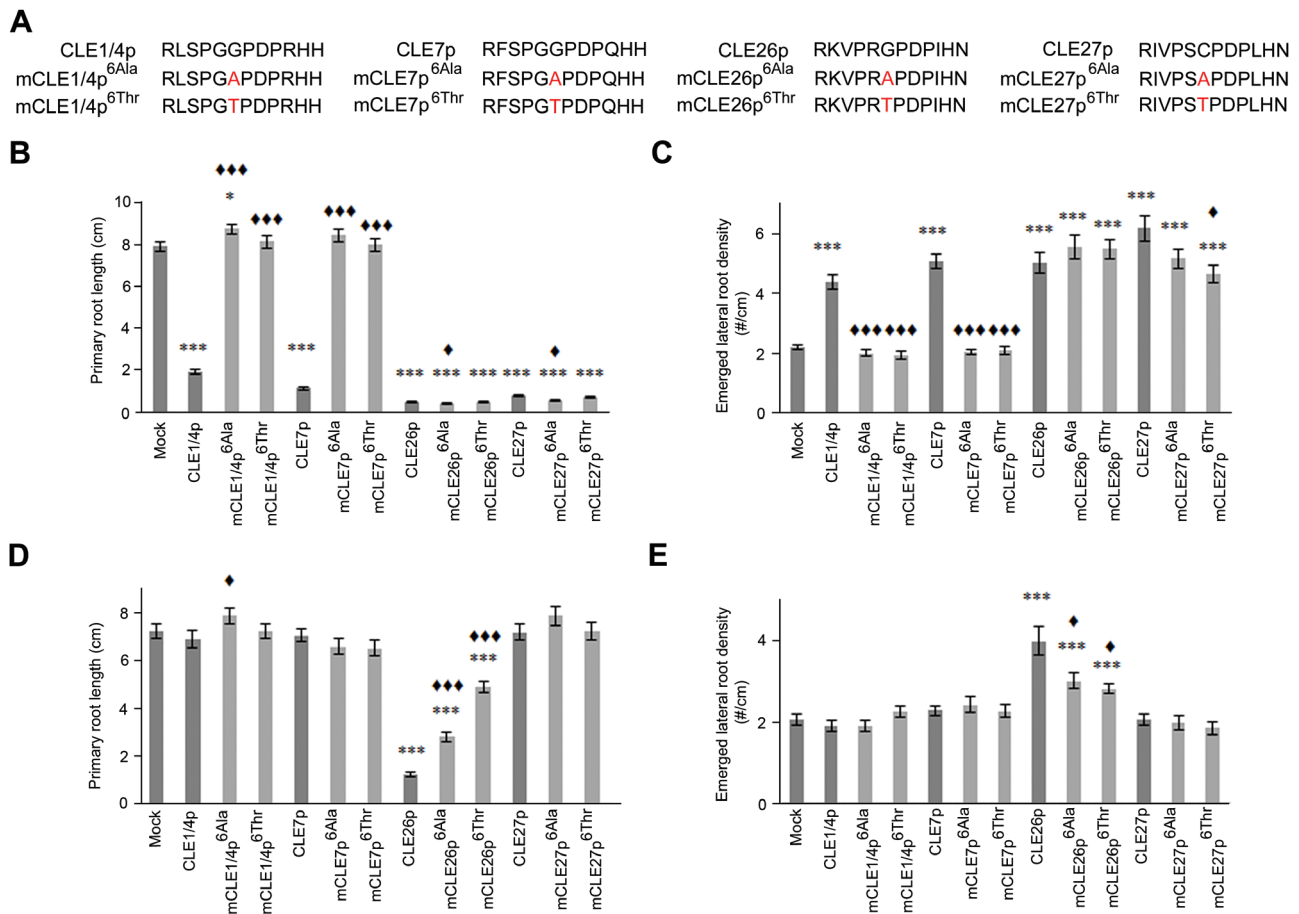 A
CLE1/4p RLSPGGPDPRHH
mCLE1/4p6Ala RLSPGAPDPRHH
mCLE1/4p6Thr RLSPGTPDPRHH
CLE7p RFSPGGPDPQHH
mCLE7p6Ala RFSPGAPDPQHH
mCLE7p6Thr RFSPGTPDPQHH
CLE26p RKVPRGPDPIHN
mCLE26p6Ala RKVPRAPDPIHN
mCLE26p6Thr RKVPRTPDPIHN
CLE27p RIVPSCPDPLHN
mCLE27p6Ala RIVPSAPDPLHN
mCLE27p6Thr RIVPSTPDPLHN
B
Primary root length (cm)
10
8
6
4
2
0
***
♦♦♦
*
♦♦♦
***
♦♦♦
♦♦♦
***
♦
***
***
***
♦
***
***
Mock
CLE1/4p
mCLE1/4p6Ala
mCLE1/4p6Thr
CLE7p
mCLE7p6Ala
mCLE7p6Thr
CLE26p
mCLE26p6Ala
mCLE26p6Thr
CLE27p
mCLE27p6Ala
mCLE27p6Thr
C
Emerged lateral root density
(#/cm)
6
4
2
0
***
♦♦♦
♦♦♦
***
♦♦♦
♦♦♦
***
***
***
***
***
♦
***
Mock
CLE1/4p
mCLE1/4p6Ala
mCLE1/4p6Thr
CLE7p
mCLE7p6Ala
mCLE7p6Thr
CLE26p
mCLE26p6Ala
mCLE26p6Thr
CLE27p
mCLE27p6Ala
mCLE27p6Thr
D
Primary root length (cm)
8
6
4
2
0
♦
***
♦♦♦
***
♦♦♦
***
Mock
CLE1/4p
mCLE1/4p6Ala
mCLE1/4p6Thr
CLE7p
mCLE7p6Ala
mCLE7p6Thr
CLE26p
mCLE26p6Ala
mCLE26p6Thr
CLE27p
mCLE27p6Ala
mCLE27p6Thr
E
Emerged lateral root density
(#/cm)
4
2
0
***
♦
***
♦
***
Mock
CLE1/4p
mCLE1/4p6Ala
mCLE1/4p6Thr
CLE7p
mCLE7p6Ala
mCLE7p6Thr
CLE26p
mCLE26p6Ala
mCLE26p6Thr
CLE27p
mCLE27p6Ala
mCLE27p6Thr